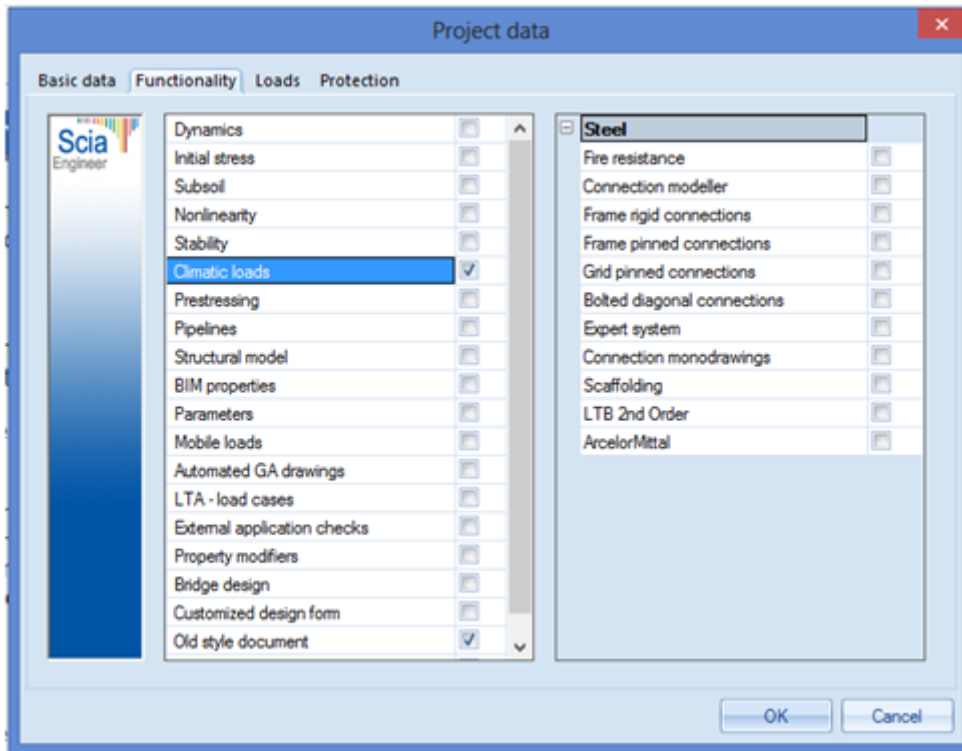 Project data
Basic data Functionality Loads Protection
Scia
Engineer
Dynamics
Initial stress
Subsoil
Nonlinearity
Stability
Climatic loads
Prestressing
Pipelines
Structural model
BIM properties
Parameters
Mobile loads
Automated GA drawings
LTA - load cases
External application checks
Property modifiers
Bridge design
Customized design form
Old style document
Steel
Fire resistance
Connection modeller
Frame rigid connections
Frame pinned connections
Grid pinned connections
Bolted diagonal connections
Expert system
Connection monodrawings
Scaffolding
LTB 2nd Order
ArcelorMittal
OK Cancel